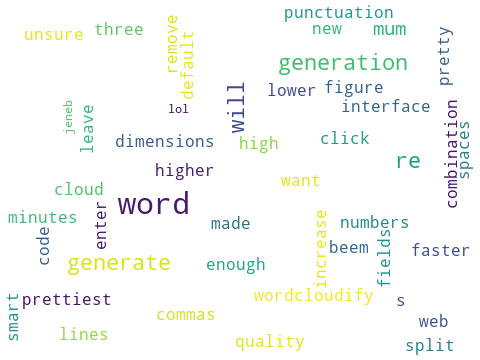 punctuation
unsure
three
remove
new
mum
pretty
default
generation
lower
figure
will
interface
jeneb
lol
leave
combination
spaces
dimensions
high
click
re
higher
want
cloud
word
minutes
enter
made
numbers
code
increase
beem
fields
faster
generate
enough
prettiest
wordcloudify
s
smart
commas
web
lines
quality
split